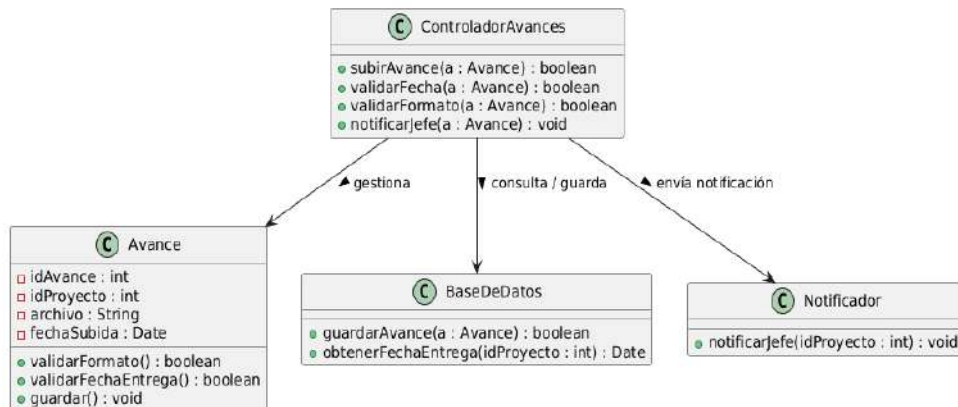 C ControladorAvances
subirAvance(a : Avance) : boolean
validarFecha(a : Avance) : boolean
validarFormato(a : Avance) : boolean
notificarJefe(a : Avance) : void
gestiona
consulta / guarda
envía notificación
C Avance
idAvance : int
idProyecto : int
archivo : String
fechaSubida : Date
validarFormato() : boolean
validarFechaEntrega() : boolean
guardar() : void
C BaseDeDatos
guardarAvance(a : Avance) : boolean
obtenerFechaEntrega(idProyecto : int) : Date
C Notificador
notificarJefe(idProyecto : int) : void